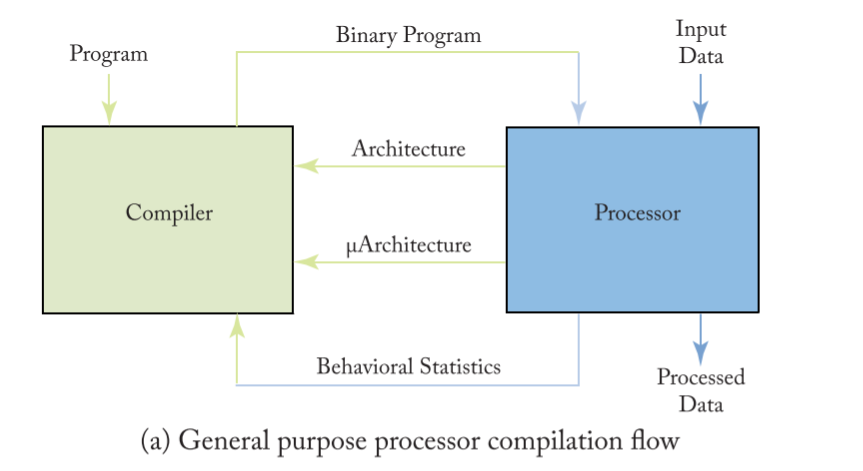 Program
Binary Program
Input
Data
Architecture
Compiler
Processor
μArchitecture
Behavioral Statistics
Processed
Data
(a) General purpose processor compilation flow